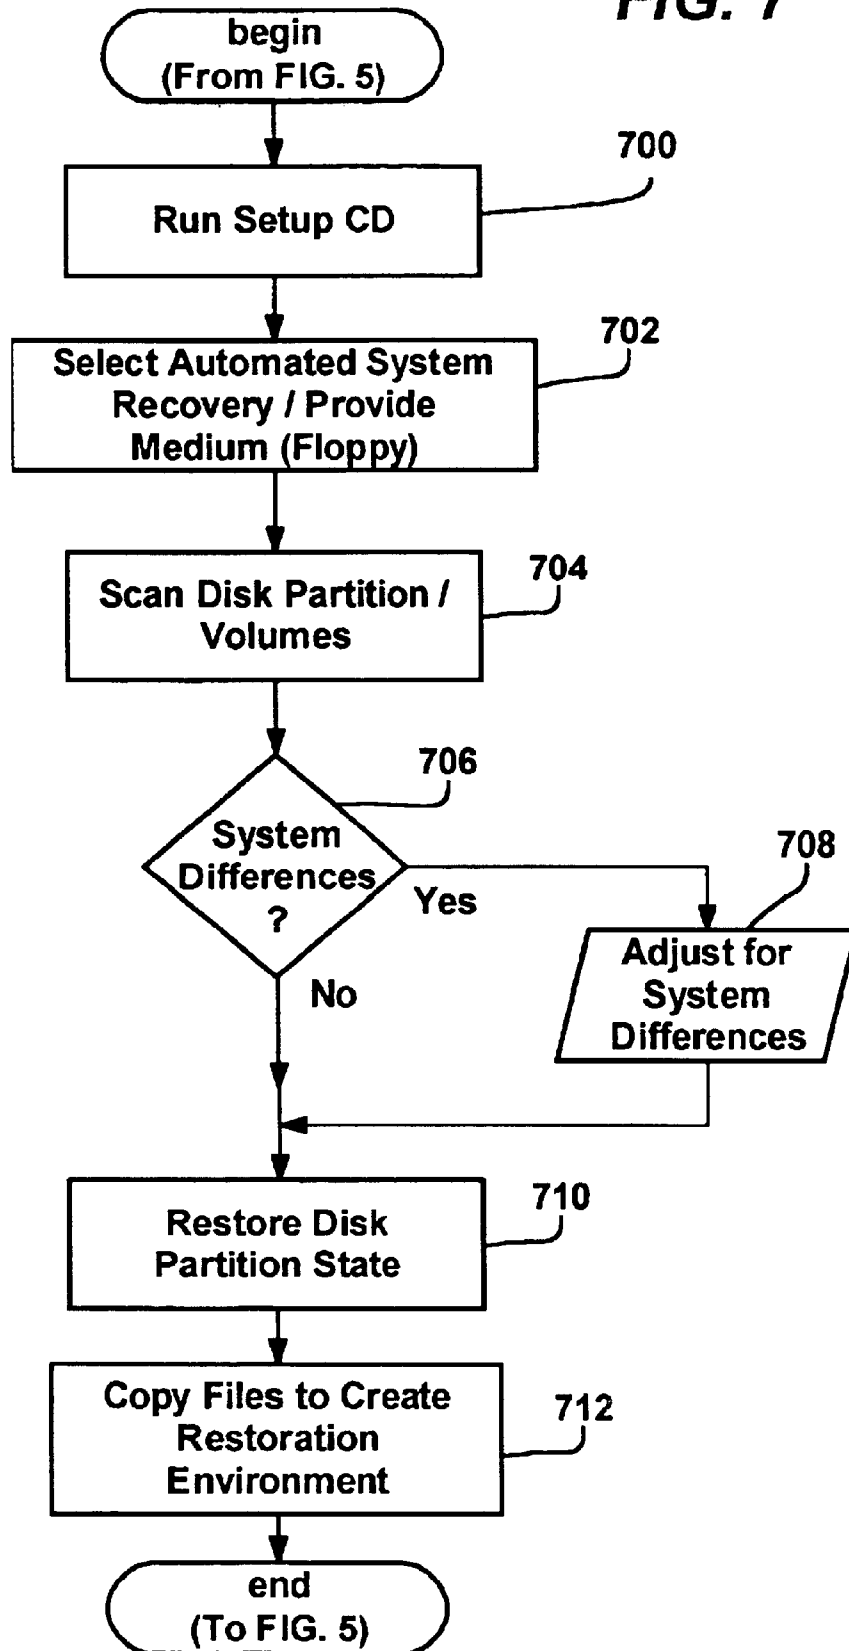 FIG. 7
begin
(From FIG. 5)
700
Run Setup CD
702
Select Automated System
Recovery / Provide
Medium (Floppy)
704
Scan Disk Partition /
Volumes
706
System
Differences
?
Yes
708
Adjust for
System
Differences
No
710
Restore Disk
Partition State
712
Copy Files to Create
Restoration
Environment
end
(To FIG. 5)